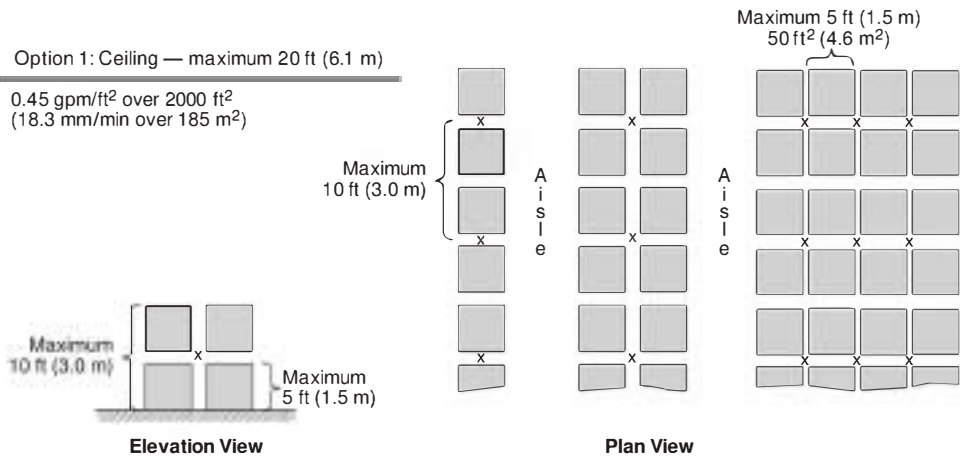 Option 1: Ceiling — maximum 20 ft (6.1 m)
0.45 gpm/ft² over 2000 ft²
(18.3 mm/min over 185 m²)
Maximum 5 ft (1.5 m)
50 ft² (4.6 m²)
x
x
x
x
x
Maximum
10 ft (3.0 m)
Aisle
Aisle
x
x
x
x
x
x
x
x
x
x
Maximum
10 ft (3.0 m)
x
Maximum
5 ft (1.5 m)
Elevation View
Plan View